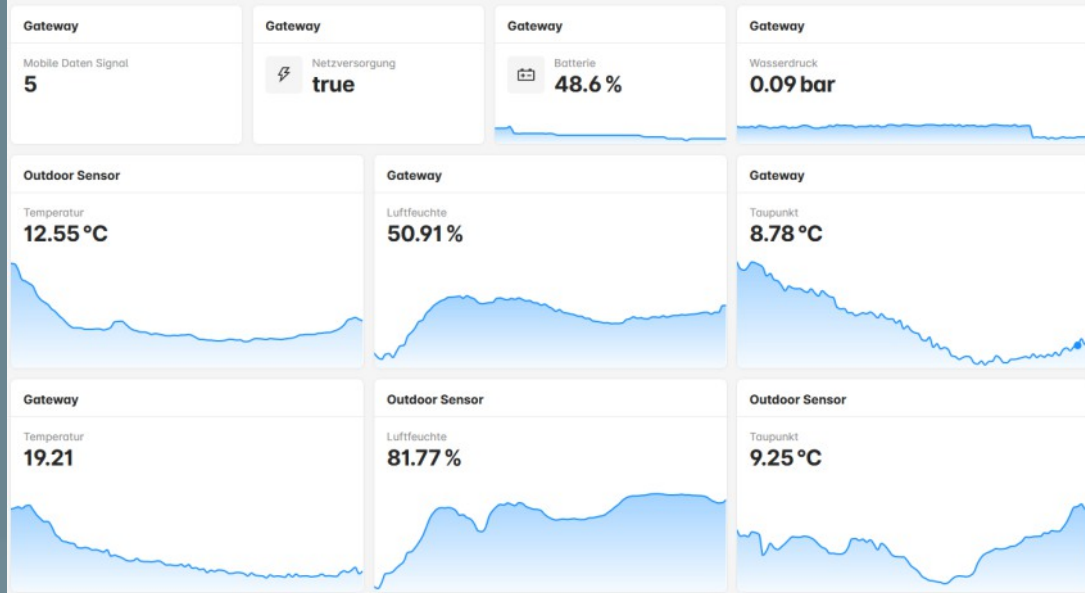 Gateway
Mobile Daten Signal
5
Gateway
Netzversorgung
true
Gateway
Batterie
48.6 %
Gateway
Wasserdruck
0.09 bar
Outdoor Sensor
Temperatur
12.55 °C
Gateway
Luftfeuchte
50.91 %
Gateway
Taupunkt
8.78 °C
Gateway
Temperatur
19.21
Outdoor Sensor
Luftfeuchte
81.77 %
Outdoor Sensor
Taupunkt
9.25 °C